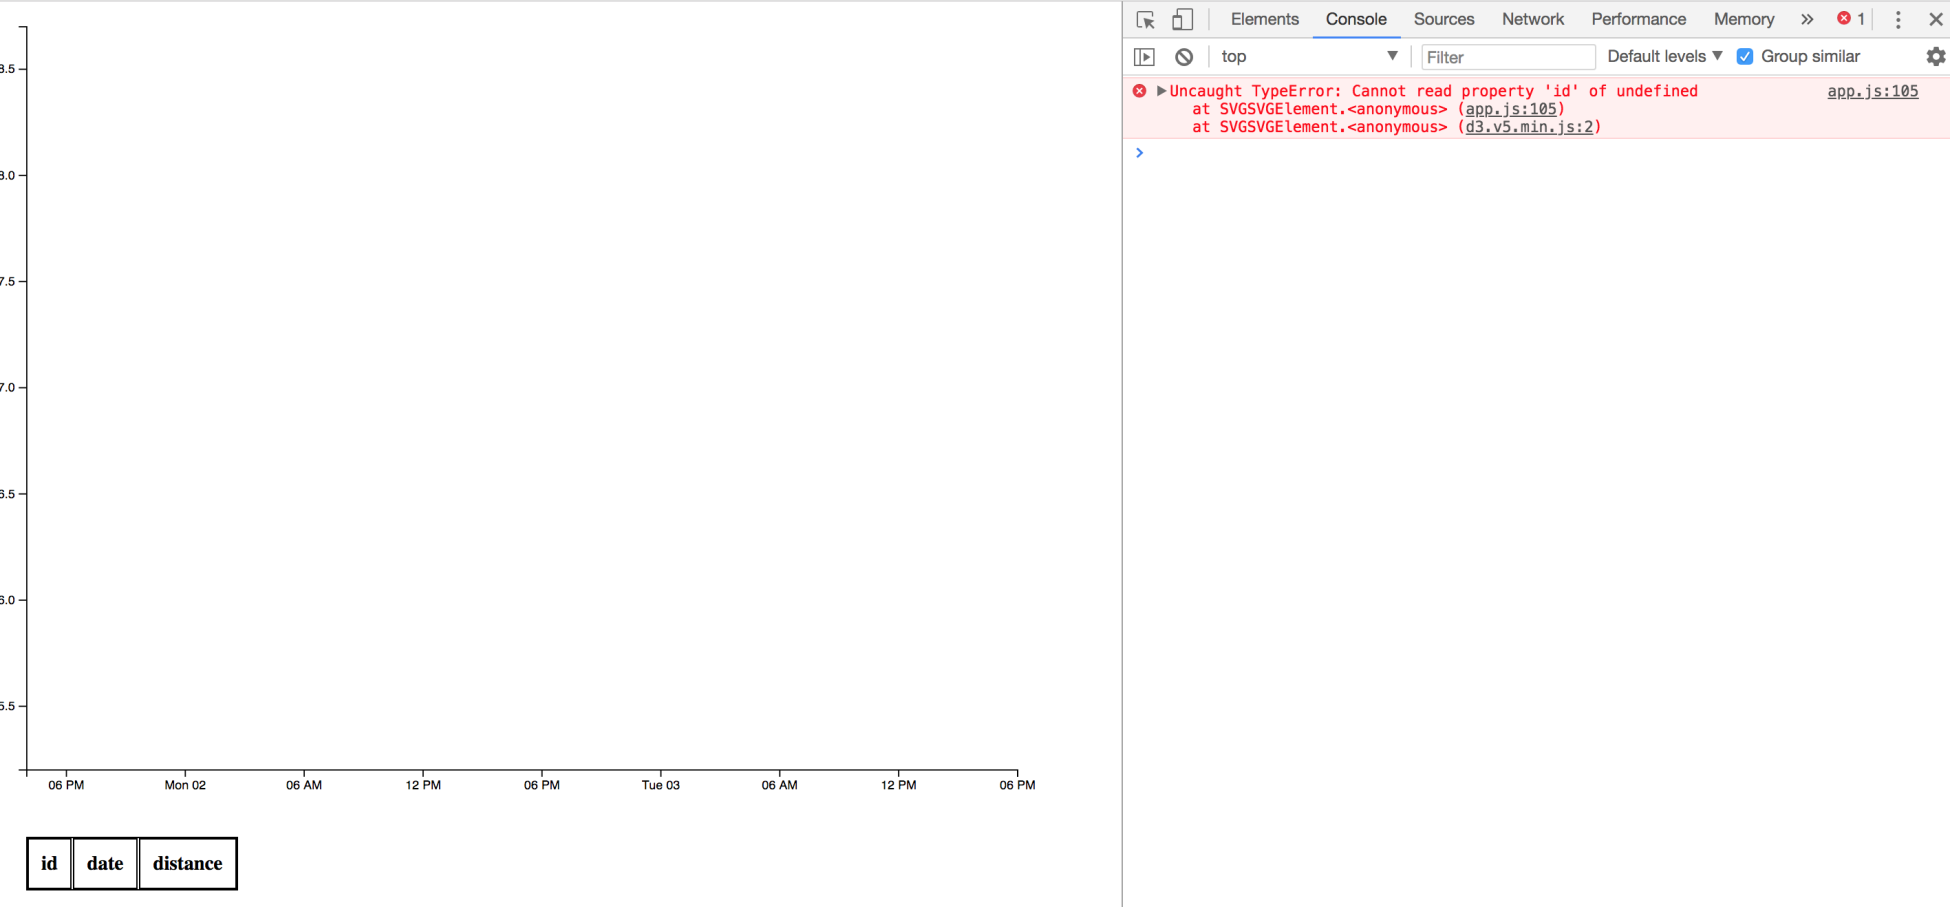 Elements Console Sources Network Performance Memory » 1
top Filter Default levels Group similar
Uncaught TypeError: Cannot read property 'id' of undefined app.js:105
at SVGSVGElement.<anonymous> (app.js:105)
at SVGSVGElement.<anonymous> (d3.v5.min.js:2)
>
8.5
8.0
7.5
7.0
6.5
6.0
5.5
06 PM Mon 02 06 AM 12 PM 06 PM Tue 03 06 AM 12 PM 06 PM
id date distance